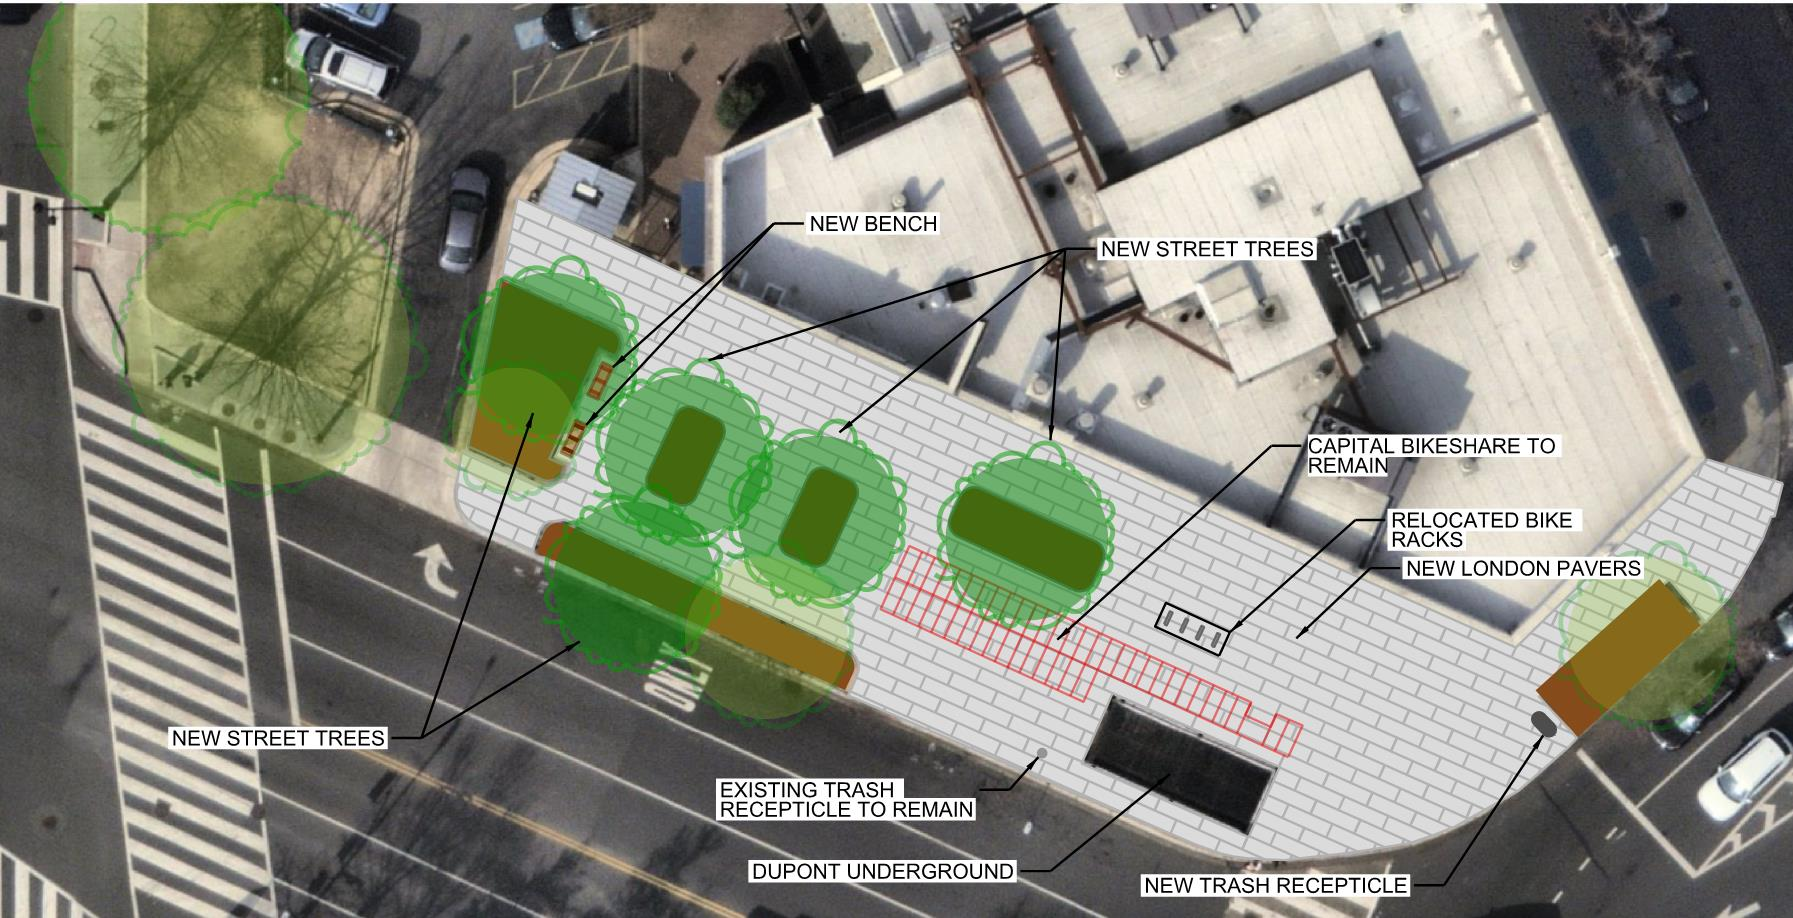 NEW BENCH
NEW STREET TREES
CAPITAL BIKESHARE TO
REMAIN
RELOCATED BIKE
RACKS
NEW LONDON PAVERS
NEW STREET TREES
EXISTING TRASH
RECEPTICLE TO REMAIN
DUPONT UNDERGROUND
NEW TRASH RECEPTICLE
ONLY